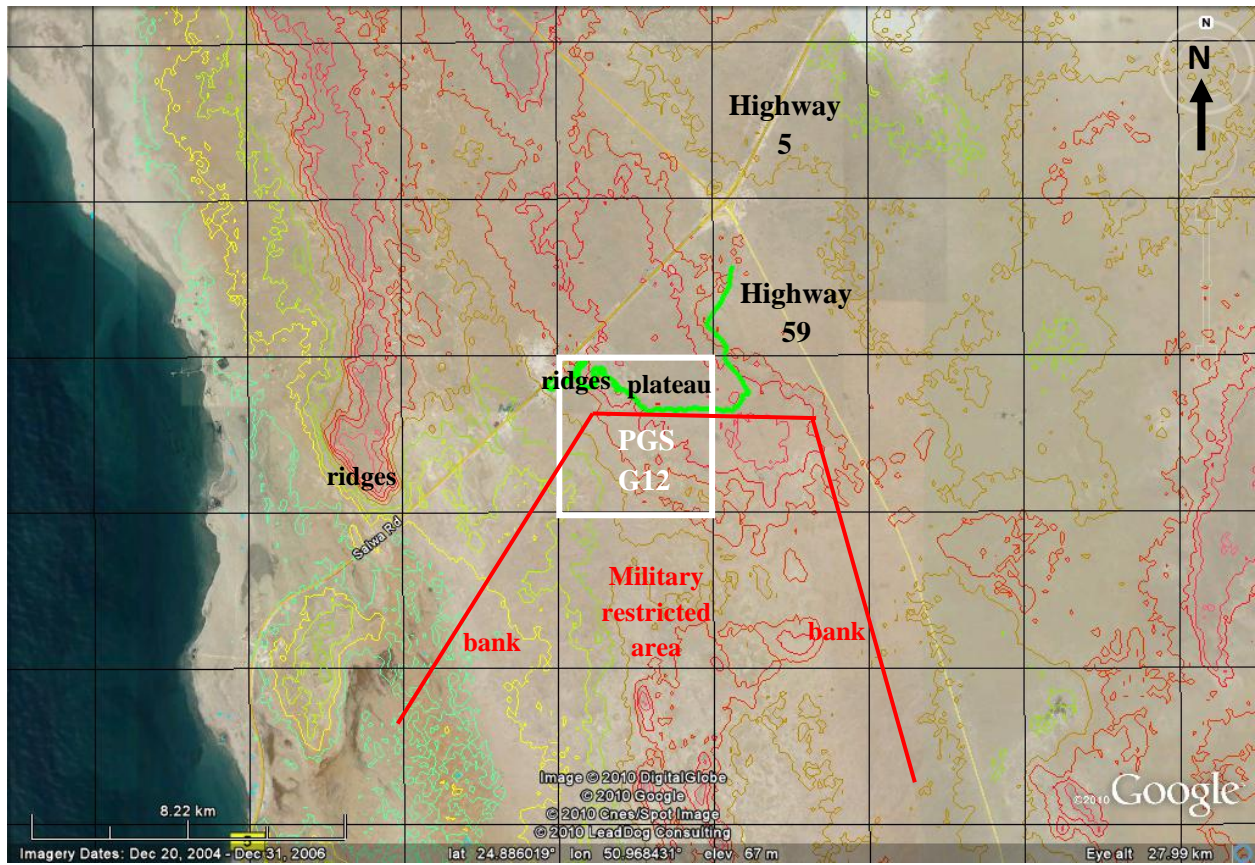 N
N
Highway
5
Highway
59
ridges
plateau
PGS
G12
ridges
Salwa Rd
Military
restricted
area
bank
bank
Image © 2010 DigitalGlobe
© 2010 Google
© 2010 Cnes/Spot Image
© 2010 LeadDog Consulting
©2010 Google
8.22 km
5
Imagery Dates: Dec 20, 2004 - Dec 31, 2006
lat 24.886019° lon 50.968431° elev 67 m
Eye alt 27.99 km